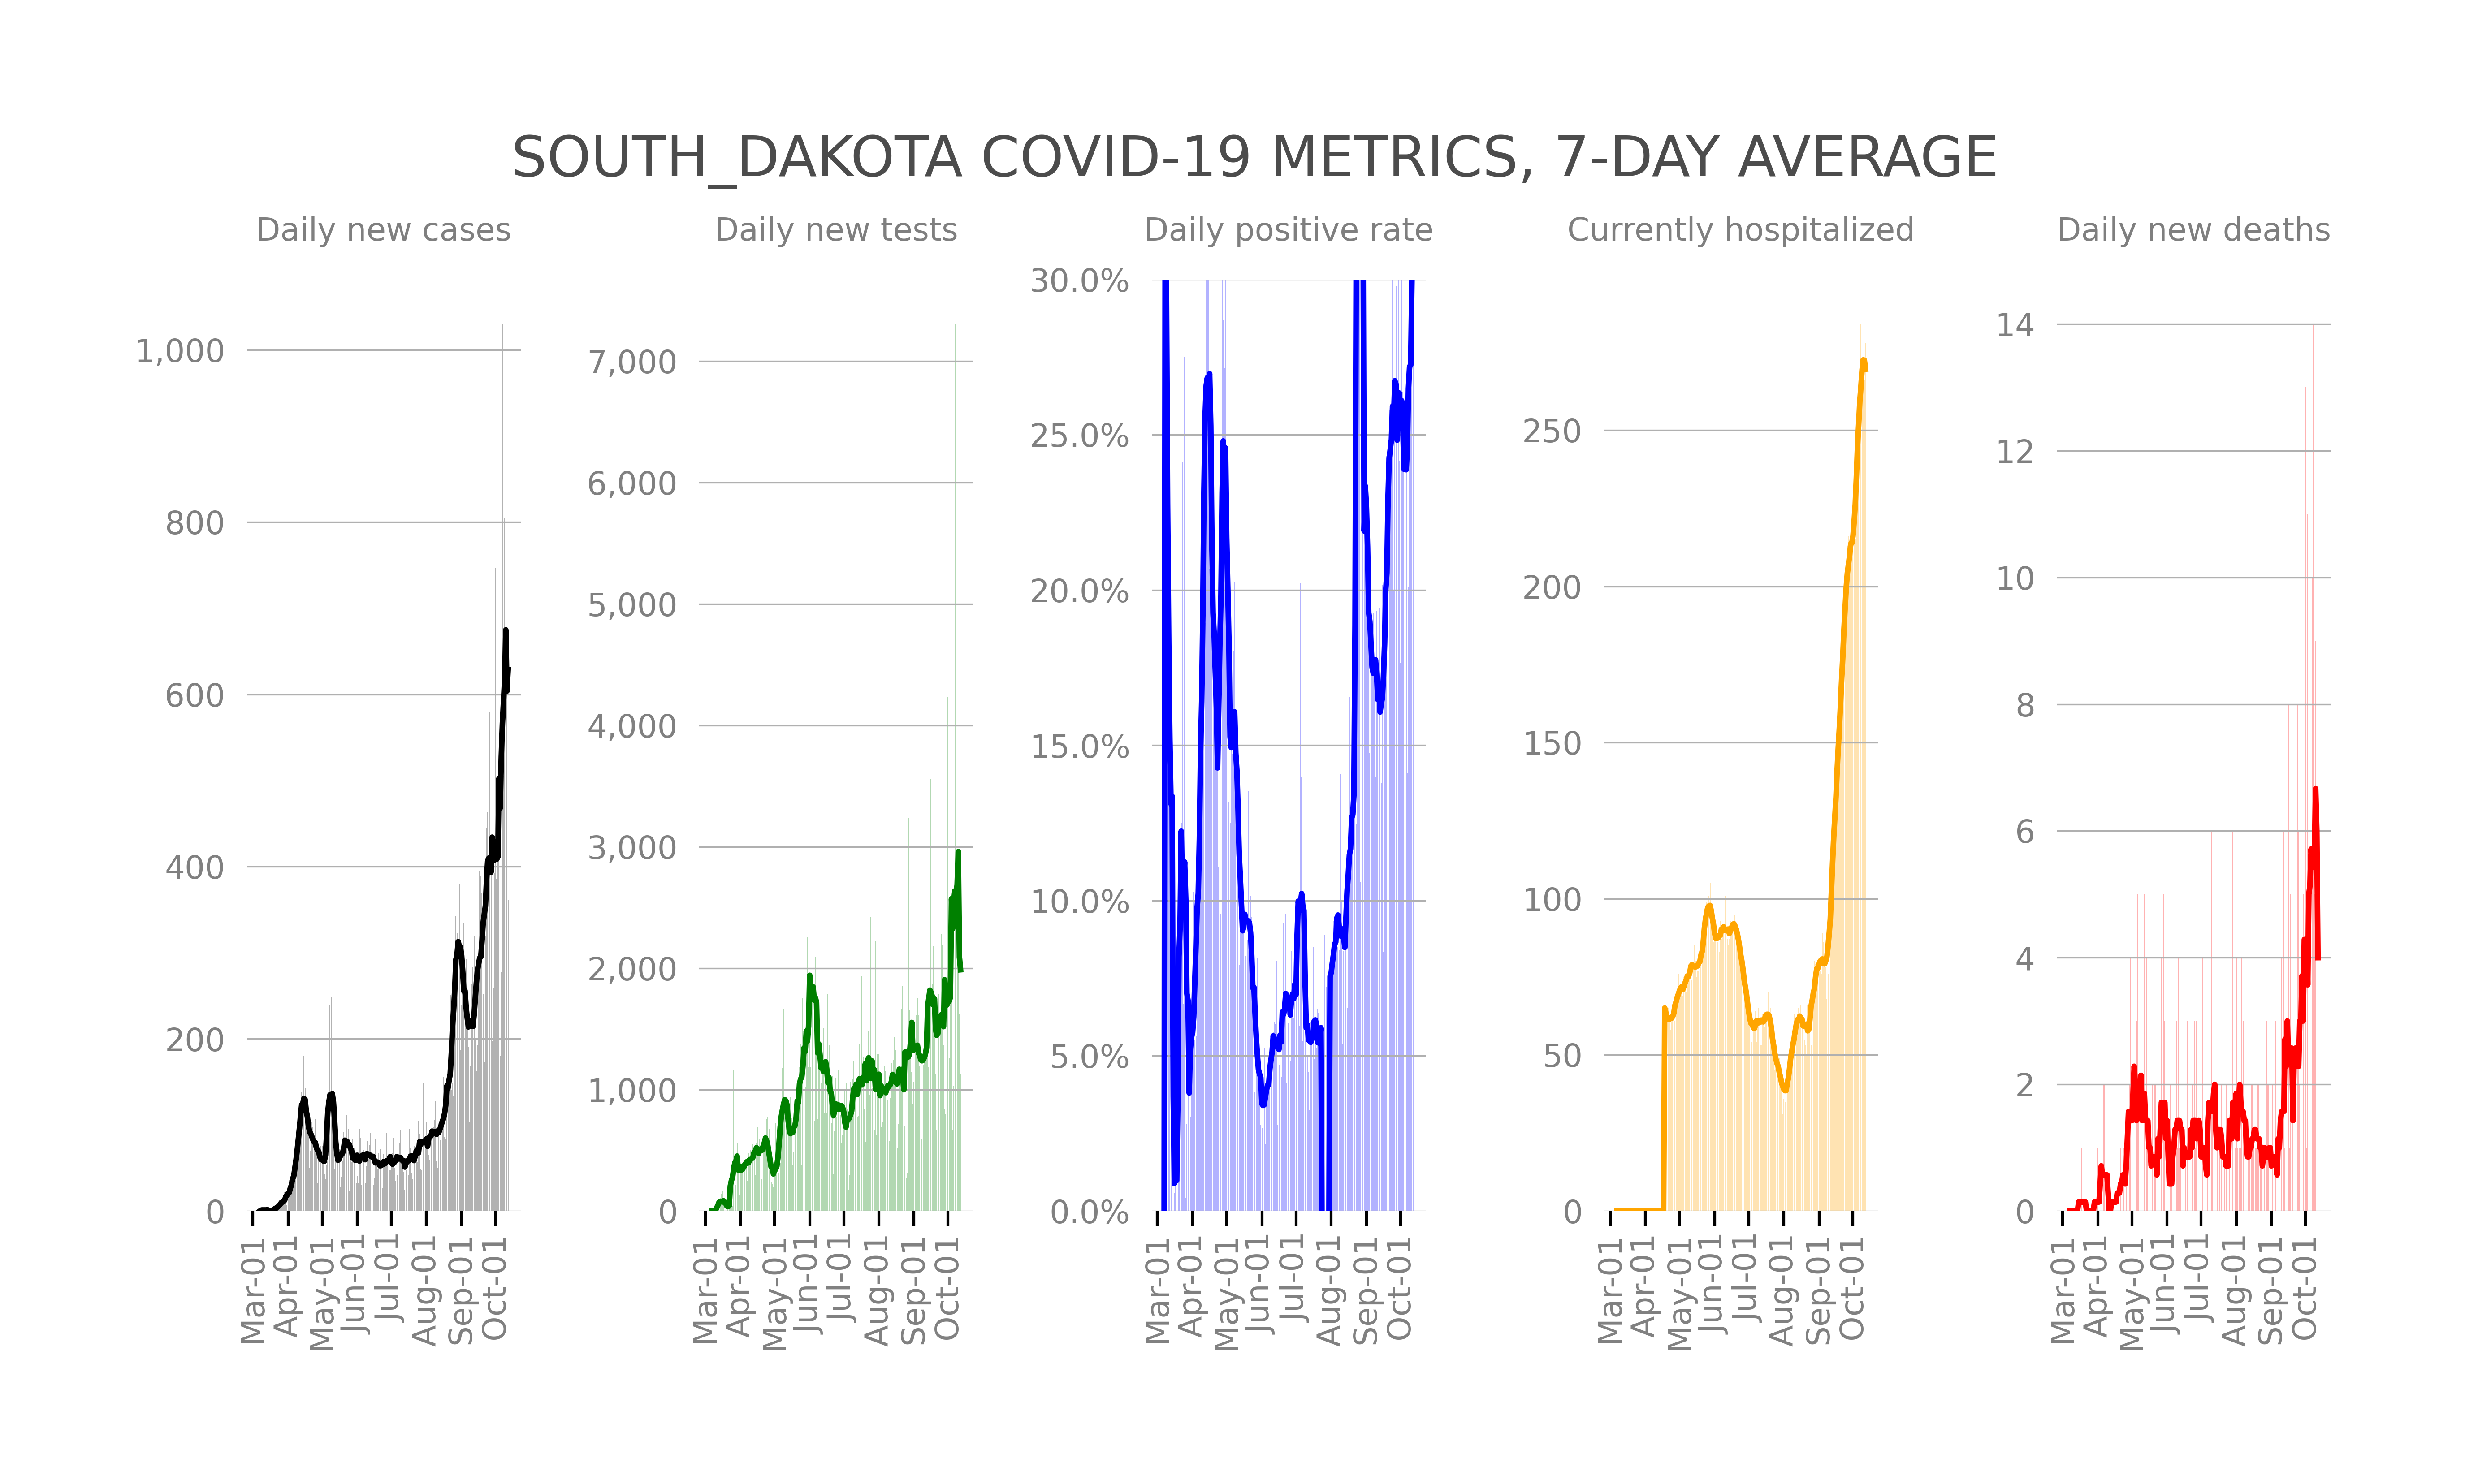 SOUTH_DAKOTA COVID-19 METRICS, 7-DAY AVERAGE
Daily new cases
1,000
800
600
400
200
0
Mar-01
Apr-01
May-01
Jun-01
Jul-01
Aug-01
Sep-01
Oct-01
Daily new tests
7,000
6,000
5,000
4,000
3,000
2,000
1,000
0
Mar-01
Apr-01
May-01
Jun-01
Jul-01
Aug-01
Sep-01
Oct-01
Daily positive rate
30.0%
25.0%
20.0%
15.0%
10.0%
5.0%
0.0%
Mar-01
Apr-01
May-01
Jun-01
Jul-01
Aug-01
Sep-01
Oct-01
Currently hospitalized
250
200
150
100
50
0
Mar-01
Apr-01
May-01
Jun-01
Jul-01
Aug-01
Sep-01
Oct-01
Daily new deaths
14
12
10
8
6
4
2
0
Mar-01
Apr-01
May-01
Jun-01
Jul-01
Aug-01
Sep-01
Oct-01